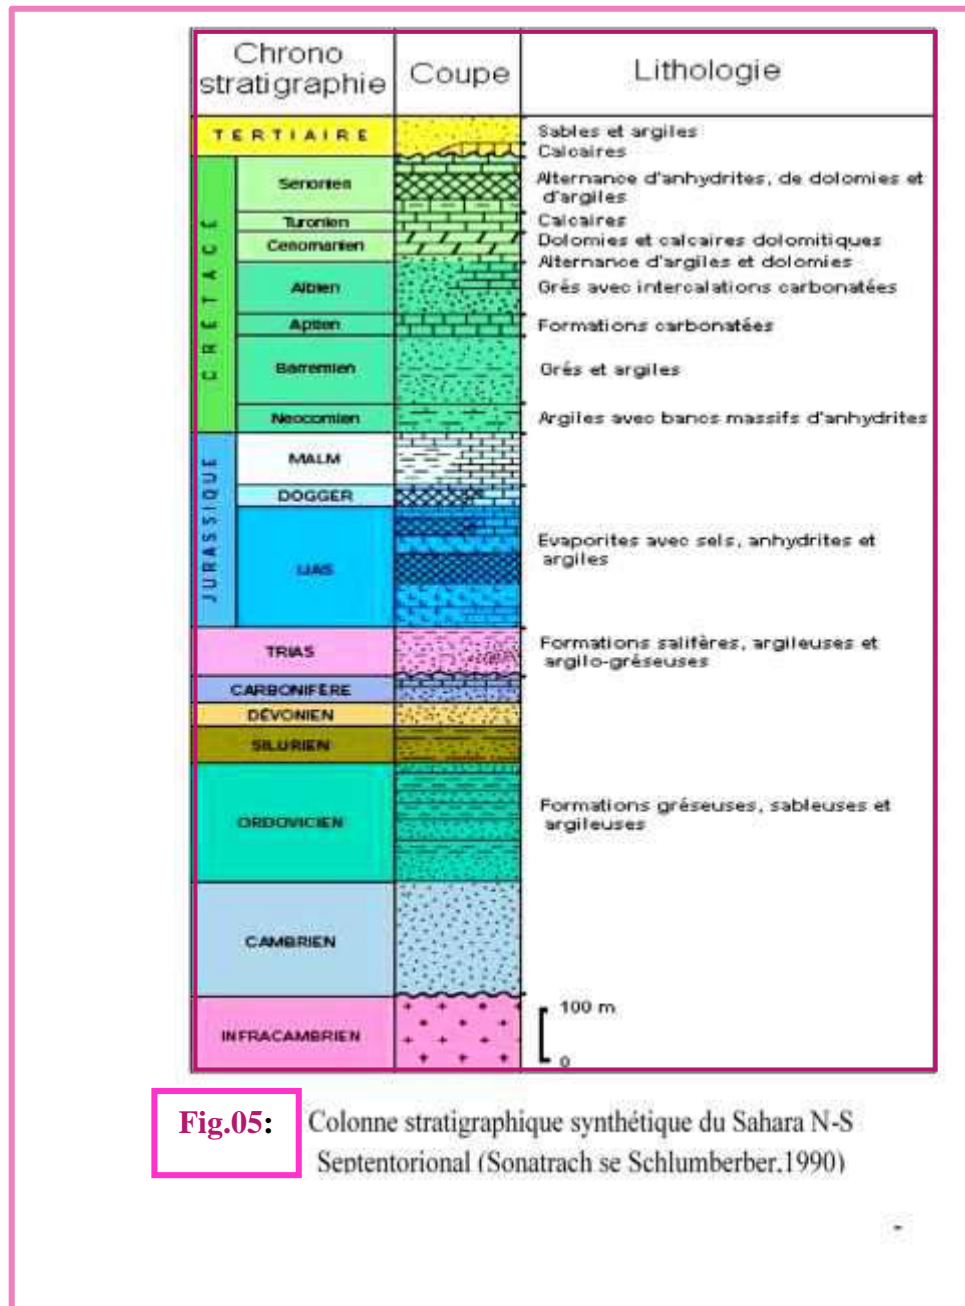 Chrono
stratigraphie
Coupe
Lithologie
TERTIAIRE
Sables et argiles
Calcaires
CRETACE
Senonien
Alternance d'anhydrites, de dolomies et
d'argiles
Turonien
Calcaires
Cenomanien
Dolomies et calcaires dolomitiques
Alternance d'argiles et dolomies
Albien
Grés avec intercalations carbonatées
Aptien
Formations carbonatées
Barremien
Grés et argiles
Neocomien
Argiles avec bancs massifs d'anhydrites
JURASSIQUE
MALM
DOGGER
LIAS
Evaporites avec sels, anhydrites et
argiles
TRIAS
Formations salifères, argileuses et
argilo-gréseuses
CARBONIFÈRE
DÉVONIEN
SILURIEN
ORDOVICIEN
Formations gréseuses, sableuses et
argileuses
CAMBRIEN
INFRACAMBRIEN
100 m
0
Fig.05:
Colonne stratigraphique synthétique du Sahara N-S
Septentorional (Sonatrach se Schlumberber.1990)